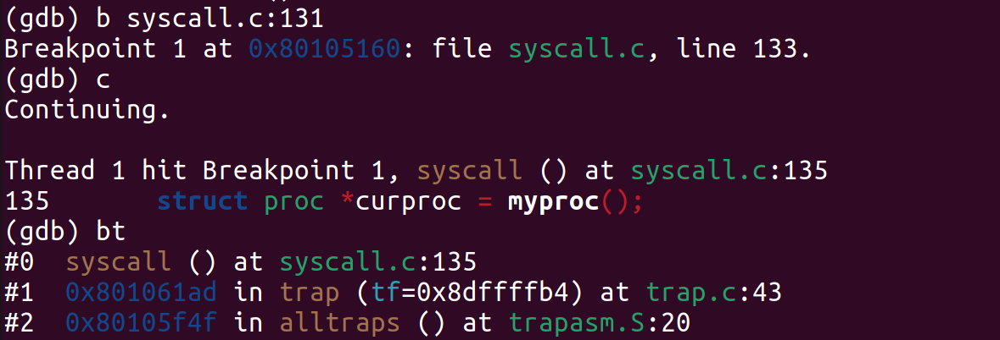 (gdb) b syscall.c:131
Breakpoint 1 at 0x80105160: file syscall.c, line 133.
(gdb) c
Continuing.
Thread 1 hit Breakpoint 1, syscall () at syscall.c:135
135       struct proc *curproc = myproc();
(gdb) bt
#0  syscall () at syscall.c:135
#1  0x801061ad in trap (tf=0x8dffffb4) at trap.c:43
#2  0x80105f4f in alltraps () at trapasm.S:20